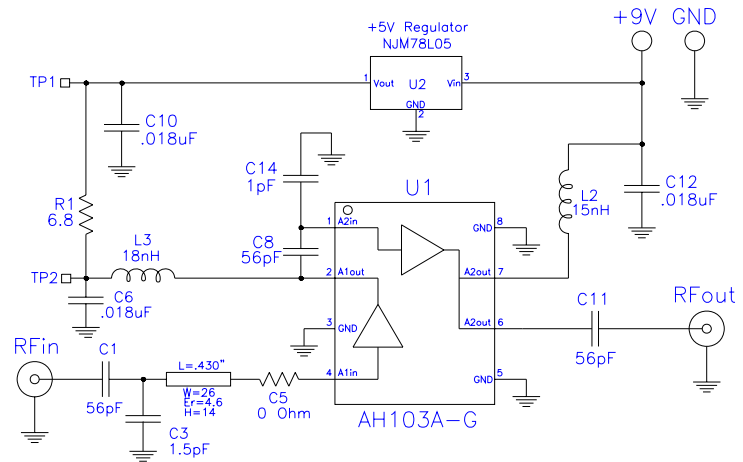 +9V GND
+5V Regulator
NJM78L05
TP1
1 Vout
U2
Vin 3
GND
2
C10
.018uF
C14
1pF
U1
L2
15nH
C12
.018uF
R1
6.8
L3
18nH
C8
56pF
1 A2in
GND 8
TP2
2 A1out
A2out 7
C6
.018uF
3 GND
A2out 6
C11
56pF
RFout
RFin
C1
56pF
L=.430"
W=26
Er=4.6
H=14
C5
0 Ohm
4 A1in
GND 5
C3
1.5pF
AH103A-G